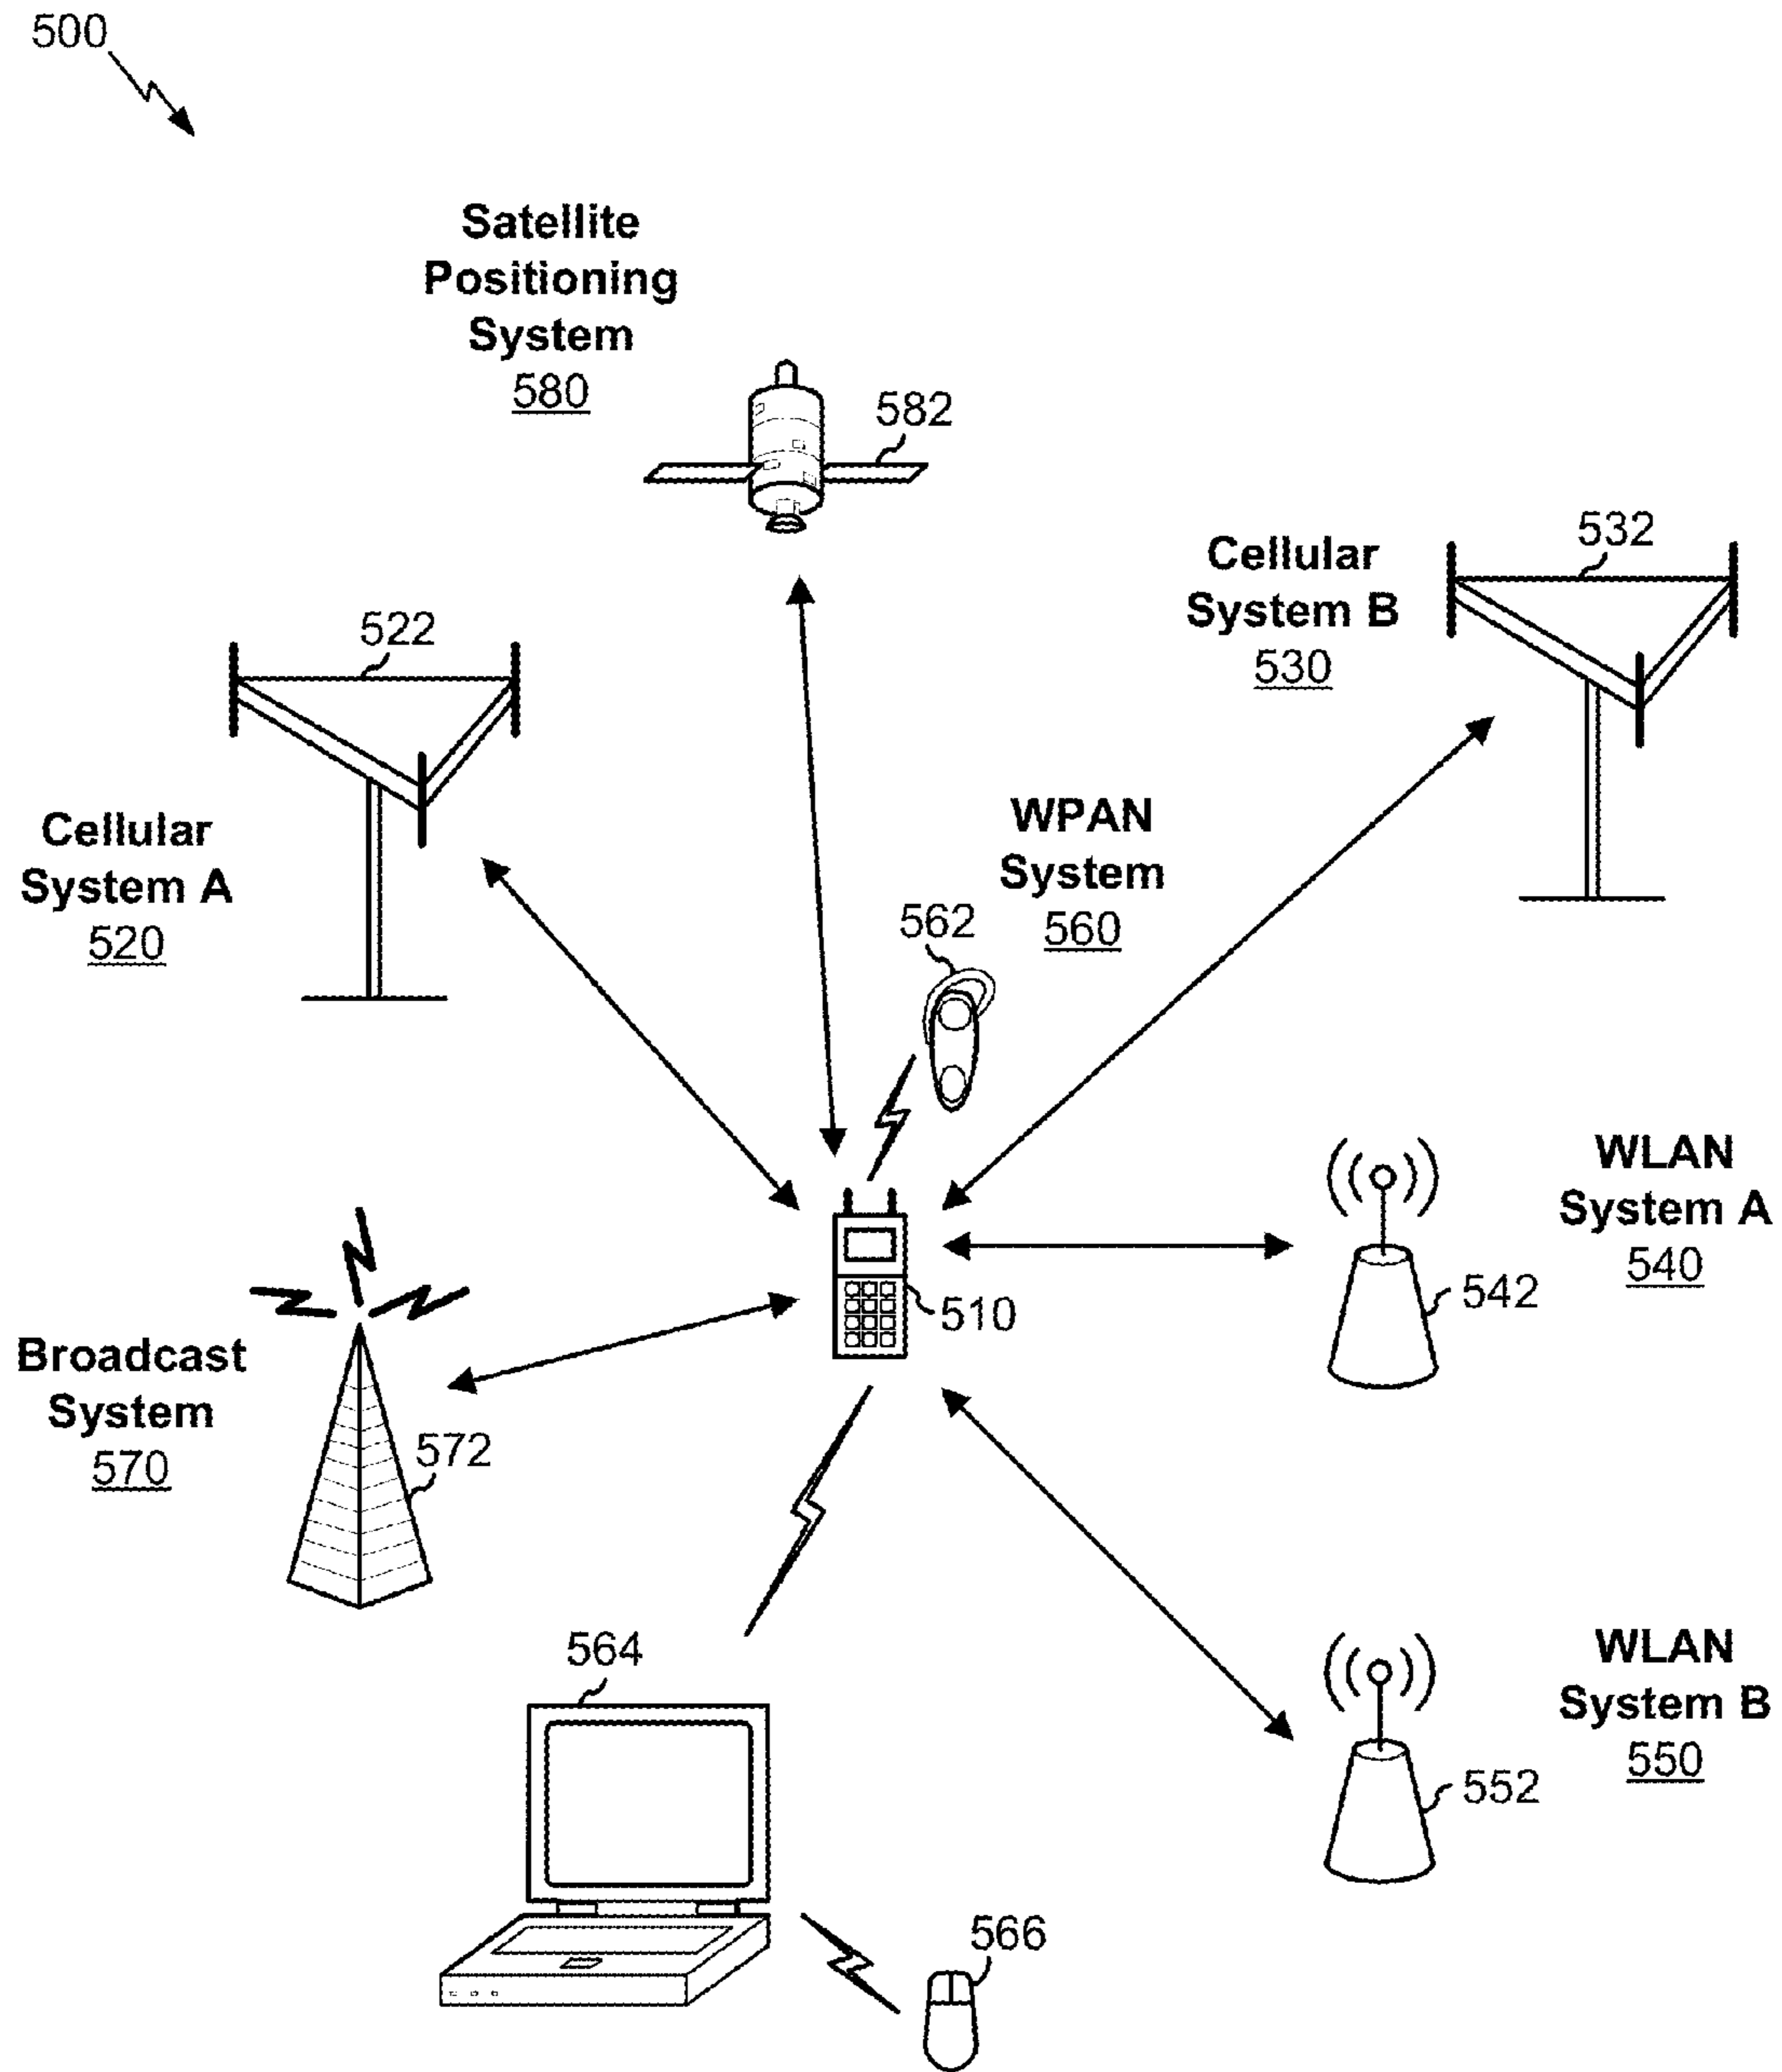 500
Satellite
Positioning
System
580
582
Cellular
System B
530
532
522
Cellular
System A
520
WPAN
System
560
562
WLAN
System A
540
542
510
Broadcast
System
570
572
564
WLAN
System B
550
552
566